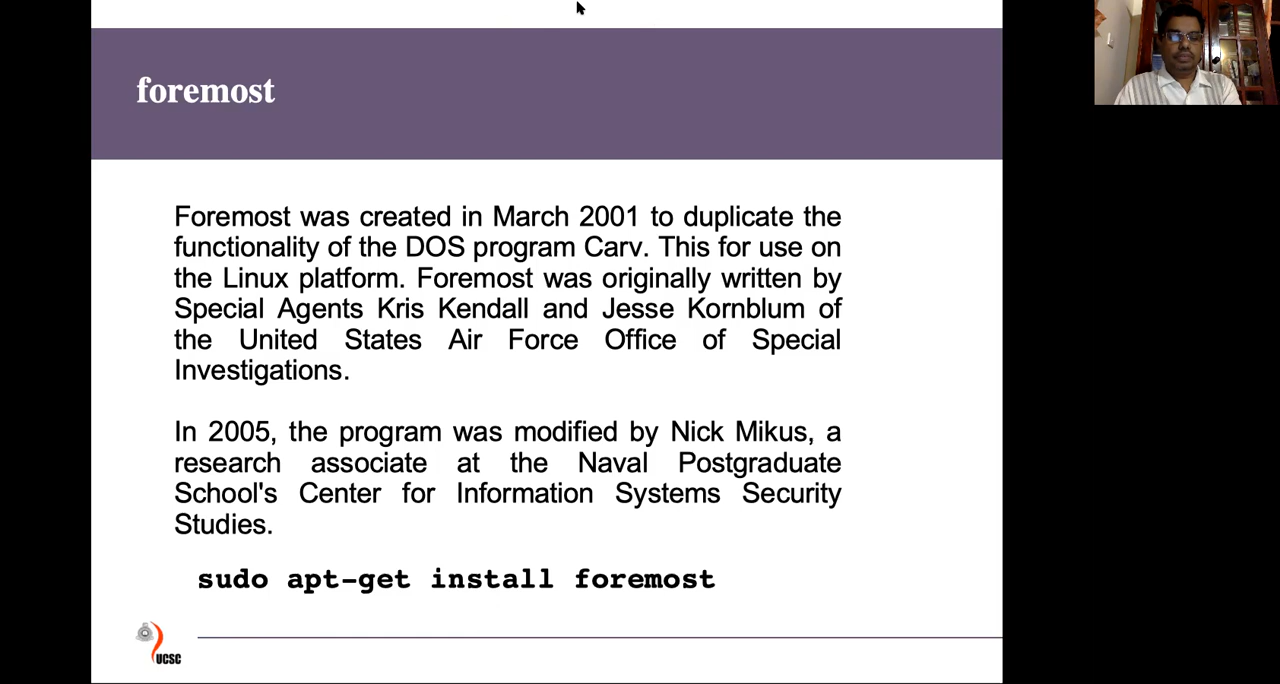 foremost
Foremost was created in March 2001 to duplicate the
functionality of the DOS program Carv. This for use on
the Linux platform. Foremost was originally written by
Special Agents Kris Kendall and Jesse Kornblum of
the United States Air Force Office of Special
Investigations.
In 2005, the program was modified by Nick Mikus, a
research associate at the Naval Postgraduate
School's Center for Information Systems Security
Studies.
sudo apt-get install foremost
UCSC